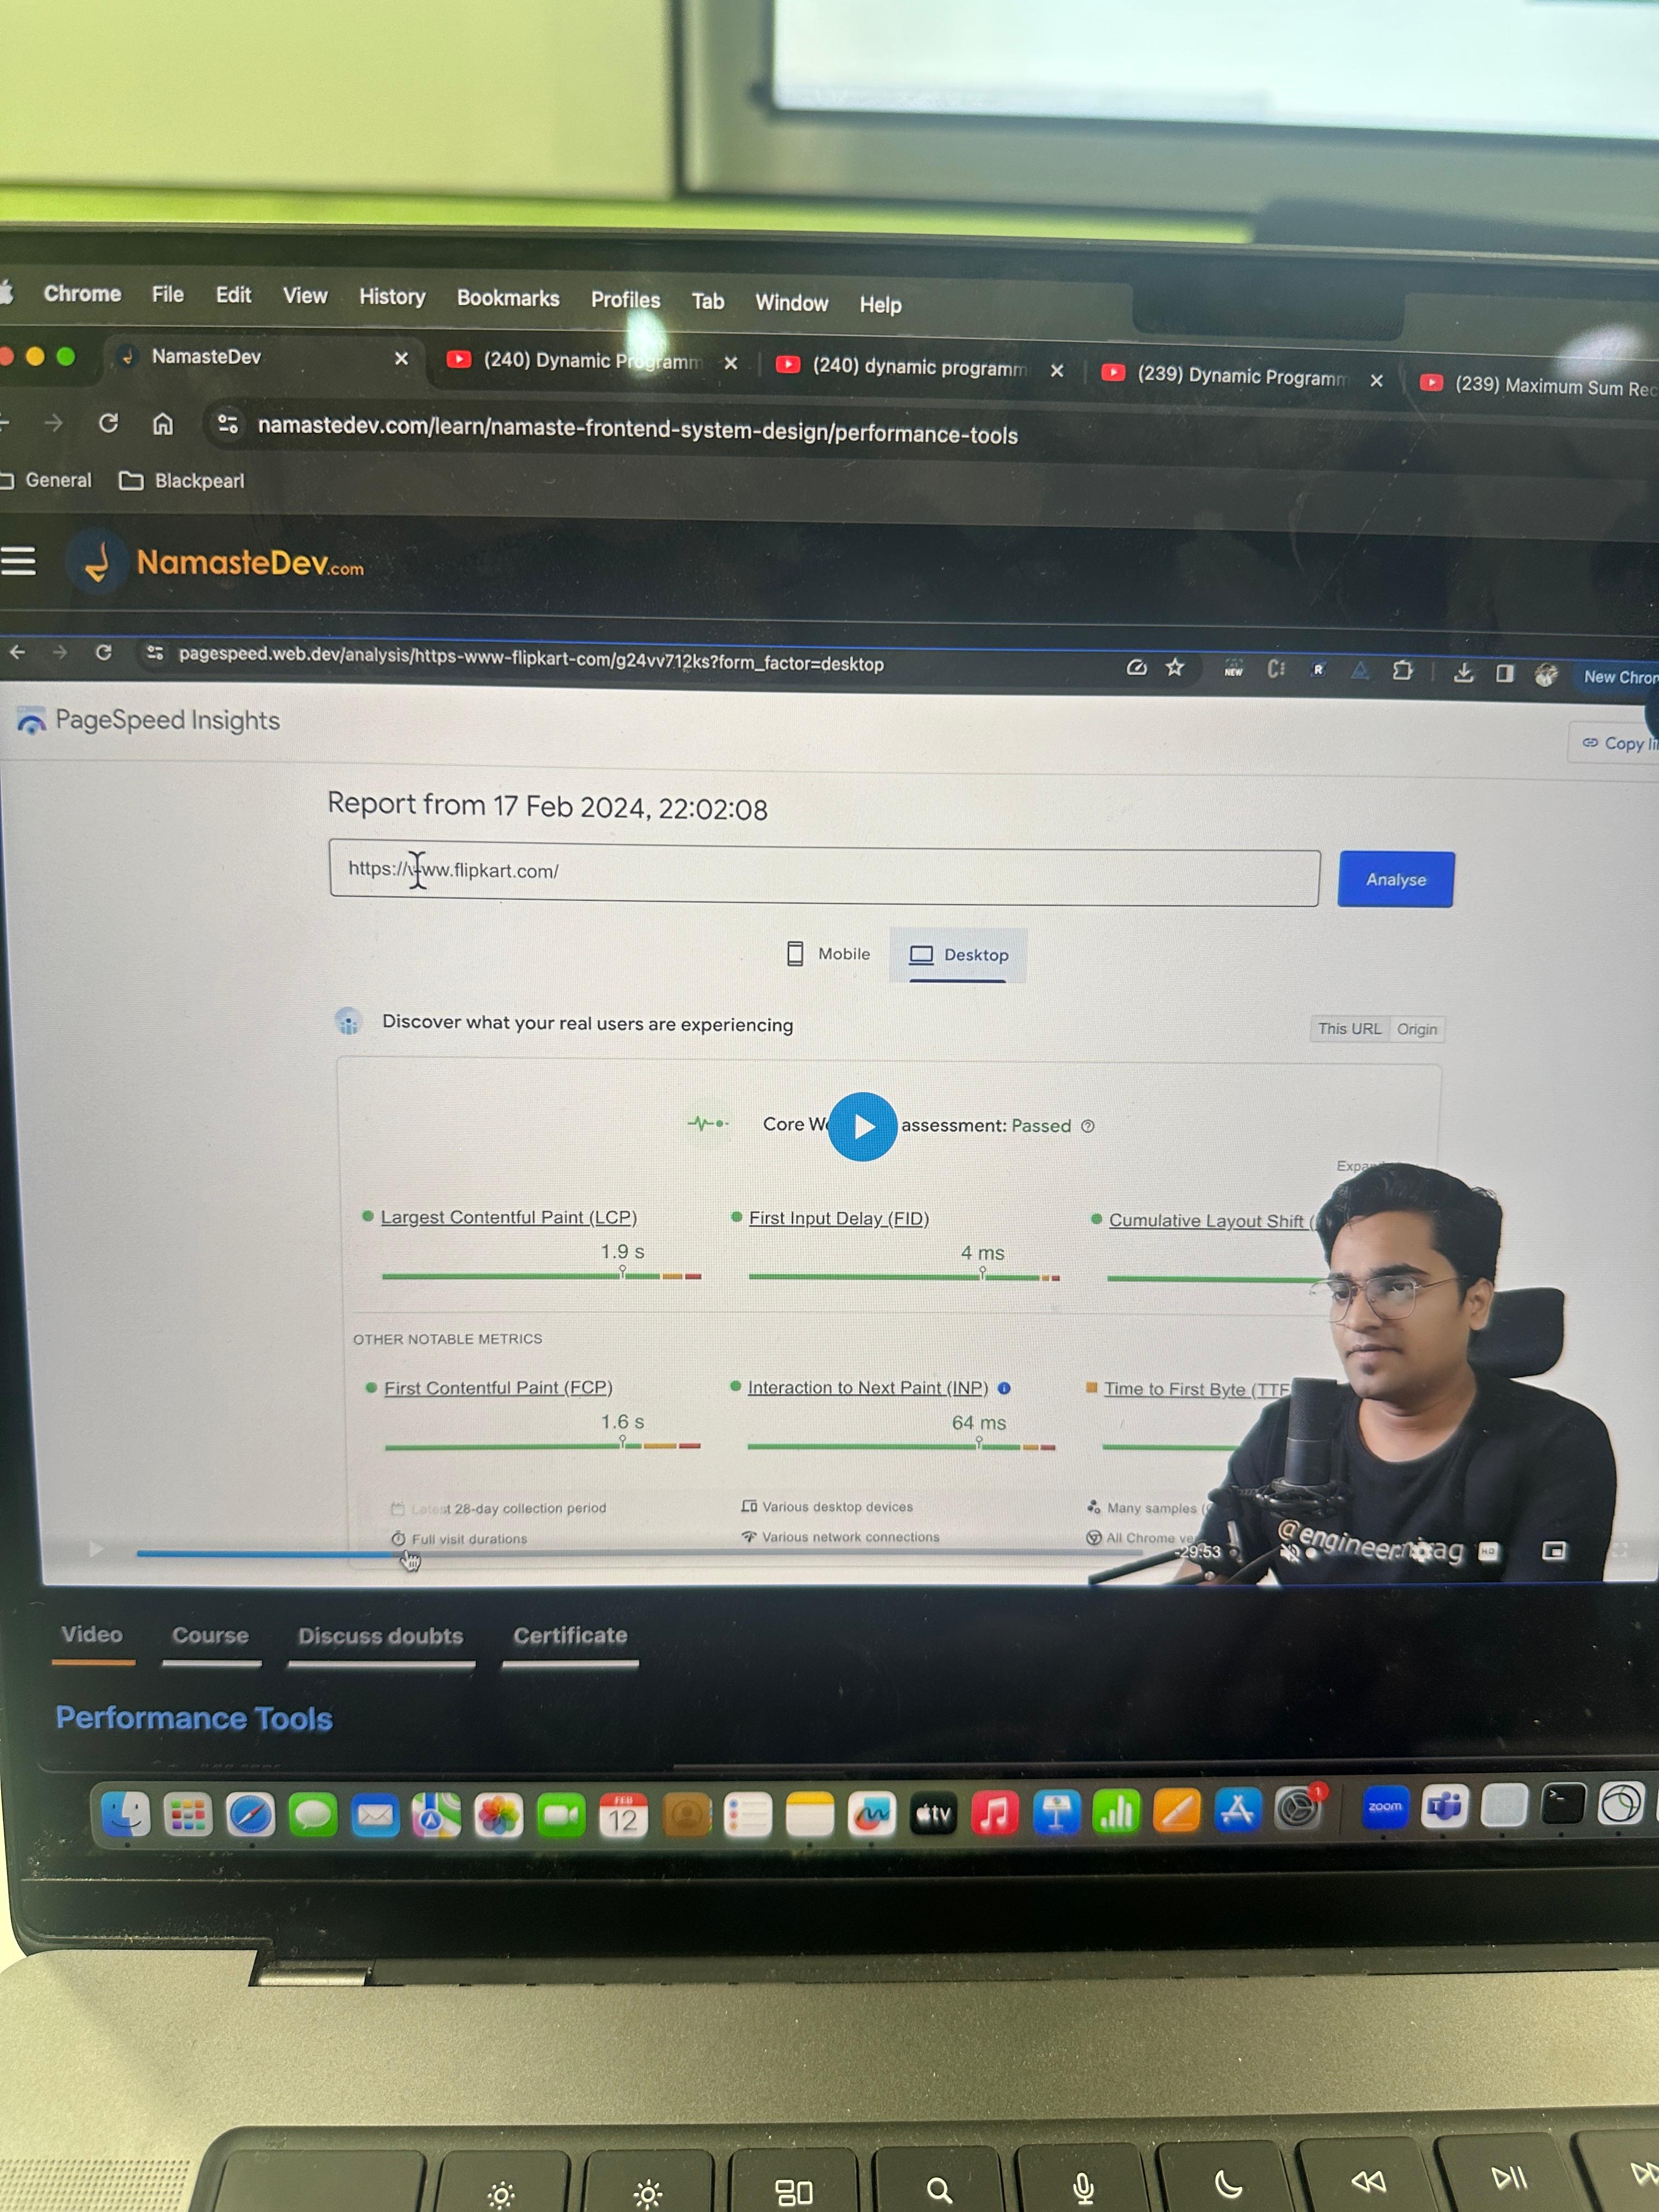 Chrome File Edit View History Bookmarks Profiles Tab Window Help
NamasteDev (240) Dynamic Programm (240) dynamic programm (239) Dynamic Programm (239) Maximum Sum Rec
namastedev.com/learn/namaste-frontend-system-design/performance-tools
General Blackpearl
NamasteDev.com
pagespeed.web.dev/analysis/https-www-flipkart-com/g24vv712ks?form_factor=desktop NEW R New Chrom
PageSpeed Insights
Copy li
Report from 17 Feb 2024, 22:02:08
https://www.flipkart.com/
Analyse
Mobile Desktop
Discover what your real users are experiencing
This URL Origin
Core W assessment: Passed
Expa
Largest Contentful Paint (LCP) First Input Delay (FID) Cumulative Layout Shift (
1.9 s 4 ms
OTHER NOTABLE METRICS
First Contentful Paint (FCP) Interaction to Next Paint (INP) Time to First Byte (TTF
1.6 s 64 ms
Latest 28-day collection period Various desktop devices Many samples (
Full visit durations Various network connections All Chrome ve
-29:53
HD
Video Course Discuss doubts Certificate
Performance Tools
FEB
12
tv
1
zoom